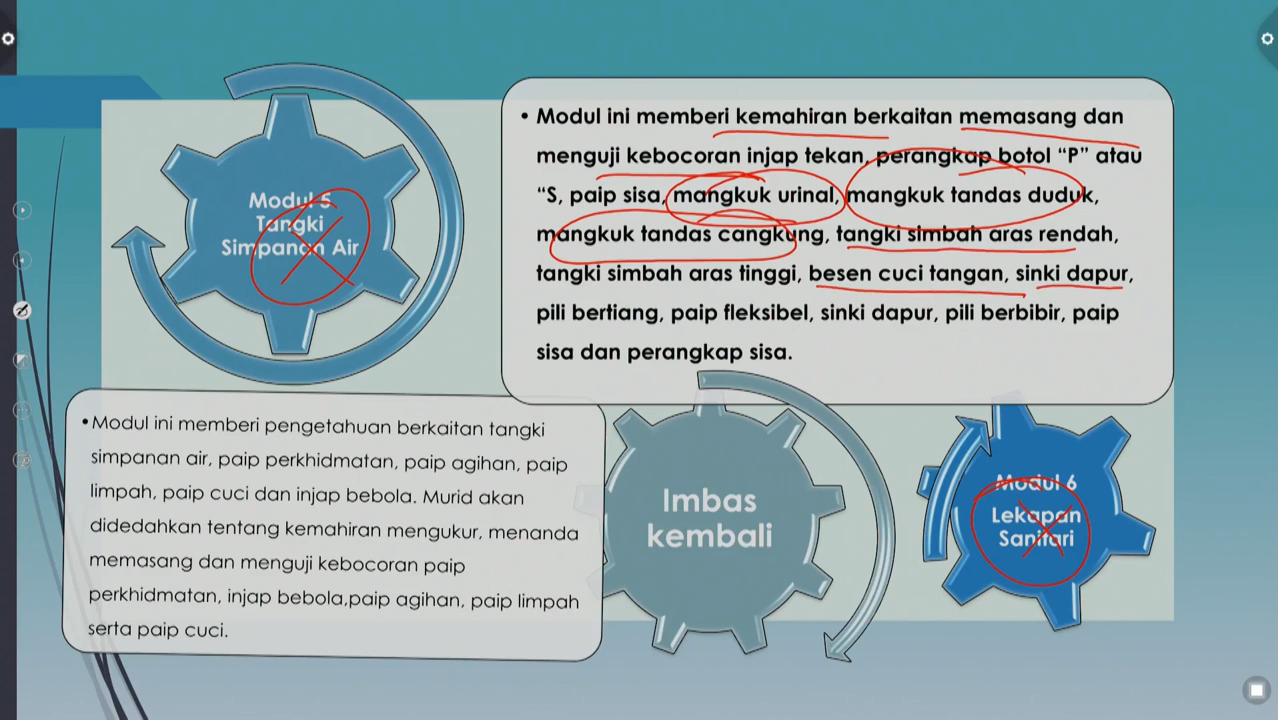 Modul 5
Tangki
Simpanan Air
• Modul ini memberi kemahiran berkaitan memasang dan
menguji kebocoran injap tekan, perangkap botol “P” atau
“S, paip sisa, mangkuk urinal, mangkuk tandas duduk,
mangkuk tandas cangkung, tangki simbah aras rendah,
tangki simbah aras tinggi, besen cuci tangan, sinki dapur,
pili bertiang, paip fleksibel, sinki dapur, pili berbibir, paip
sisa dan perangkap sisa.
•Modul ini memberi pengetahuan berkaitan tangki
simpanan air, paip perkhidmatan, paip agihan, paip
limpah, paip cuci dan injap bebola. Murid akan
didedahkan tentang kemahiran mengukur, menanda
memasang dan menguji kebocoran paip
perkhidmatan, injap bebola,paip agihan, paip limpah
serta paip cuci.
Imbas
kembali
Modul 6
Lekapan
Sanitari